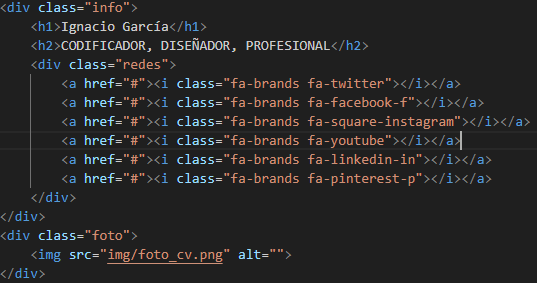 <div class="info">
    <h1>Ignacio García</h1>
    <h2>CODIFICADOR, DISEÑADOR, PROFESIONAL</h2>
    <div class="redes">
        <a href="#"><i class="fa-brands fa-twitter"></i></a>
        <a href="#"><i class="fa-brands fa-facebook-f"></i></a>
        <a href="#"><i class="fa-brands fa-square-instagram"></i></a>
        <a href="#"><i class="fa-brands fa-youtube"></i></a>
        <a href="#"><i class="fa-brands fa-linkedin-in"></i></a>
        <a href="#"><i class="fa-brands fa-pinterest-p"></i></a>
    </div>
</div>
<div class="foto">
    <img src="img/foto_cv.png" alt="">
</div>